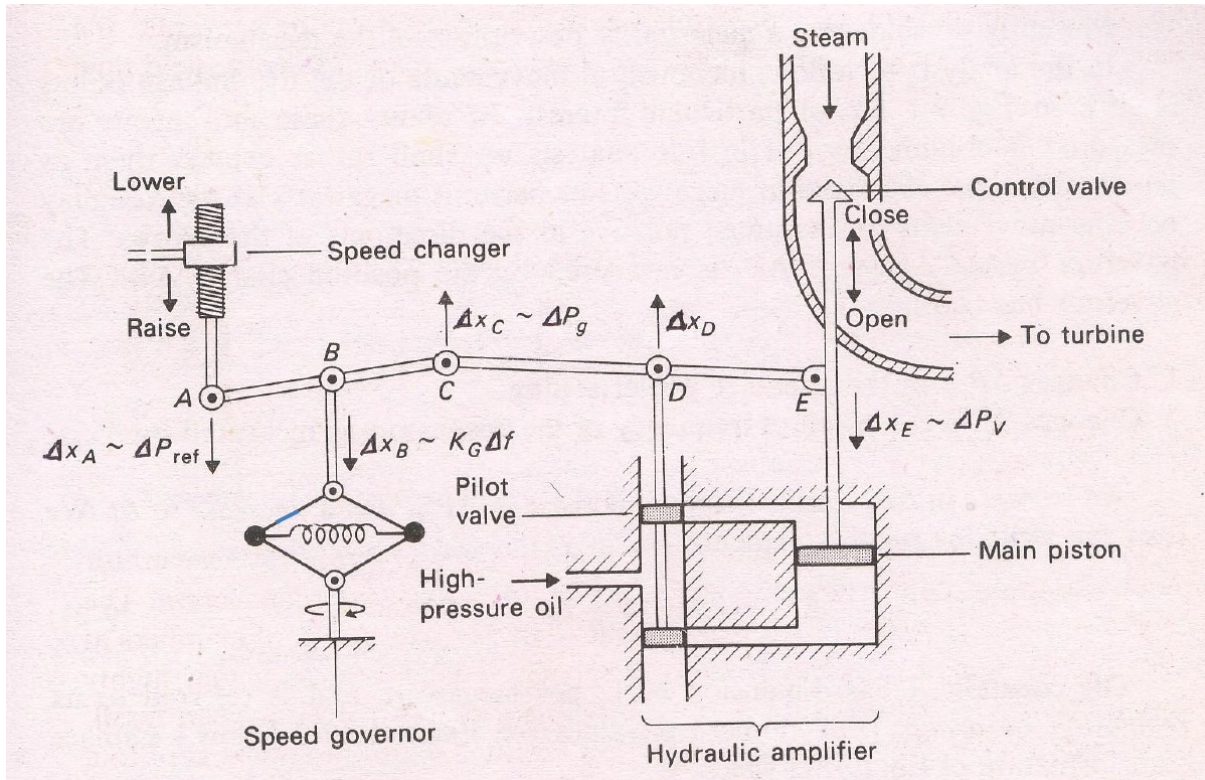 Steam
Lower
Control valve
Close
Speed changer
Raise
Δx_C ~ ΔP_g
Δx_D
Open
To turbine
B
A
C
D
E
Δx_A ~ ΔP_ref
Δx_B ~ K_G Δf
Δx_E ~ ΔP_V
Pilot
valve
Main piston
High-
pressure oil
Speed governor
Hydraulic amplifier